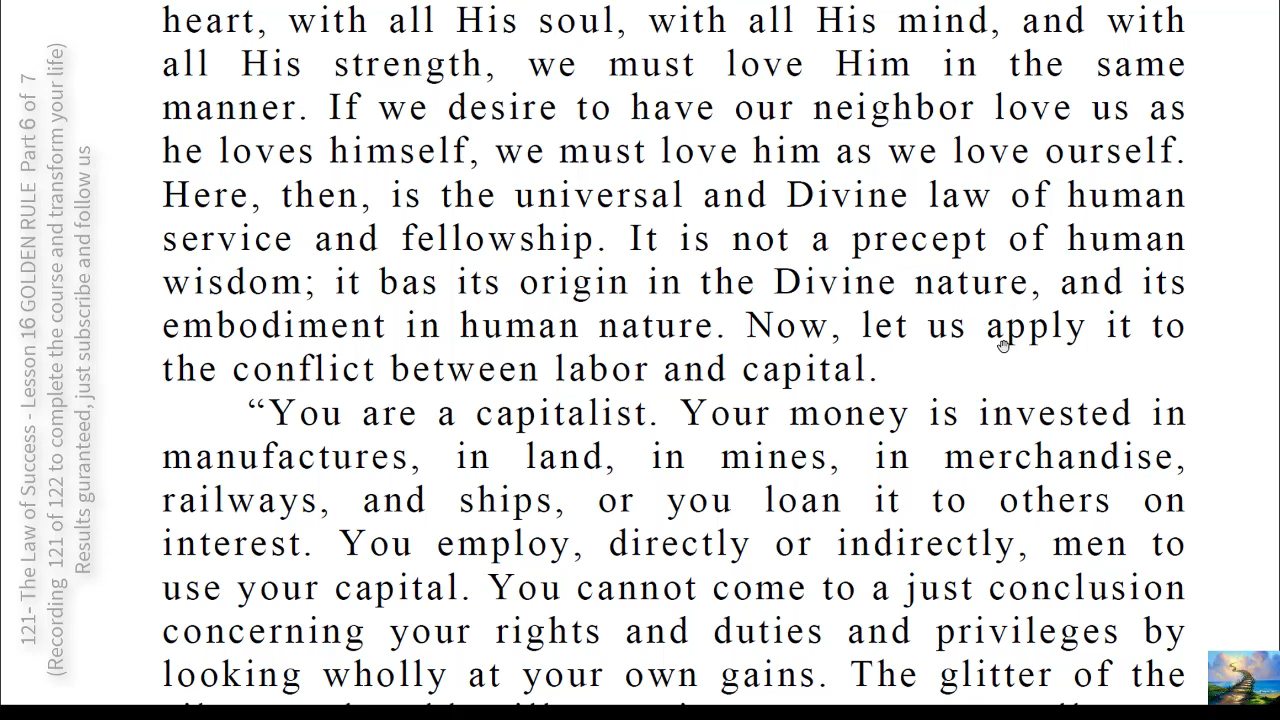 heart, with all His soul, with all His mind, and with
all His strength, we must love Him in the same
manner. If we desire to have our neighbor love us as
he loves himself, we must love him as we love ourself.
Here, then, is the universal and Divine law of human
service and fellowship. It is not a precept of human
wisdom; it bas its origin in the Divine nature, and its
embodiment in human nature. Now, let us apply it to
the conflict between labor and capital.
“You are a capitalist. Your money is invested in
manufactures, in land, in mines, in merchandise,
railways, and ships, or you loan it to others on
interest. You employ, directly or indirectly, men to
use your capital. You cannot come to a just conclusion
concerning your rights and duties and privileges by
looking wholly at your own gains. The glitter of the
121- The Law of Success - Lesson 16 GOLDEN RULE Part 6 of 7
(Recording 121 of 122 to complete the course and transform your life)
Results guranteed, just subscribe and follow us